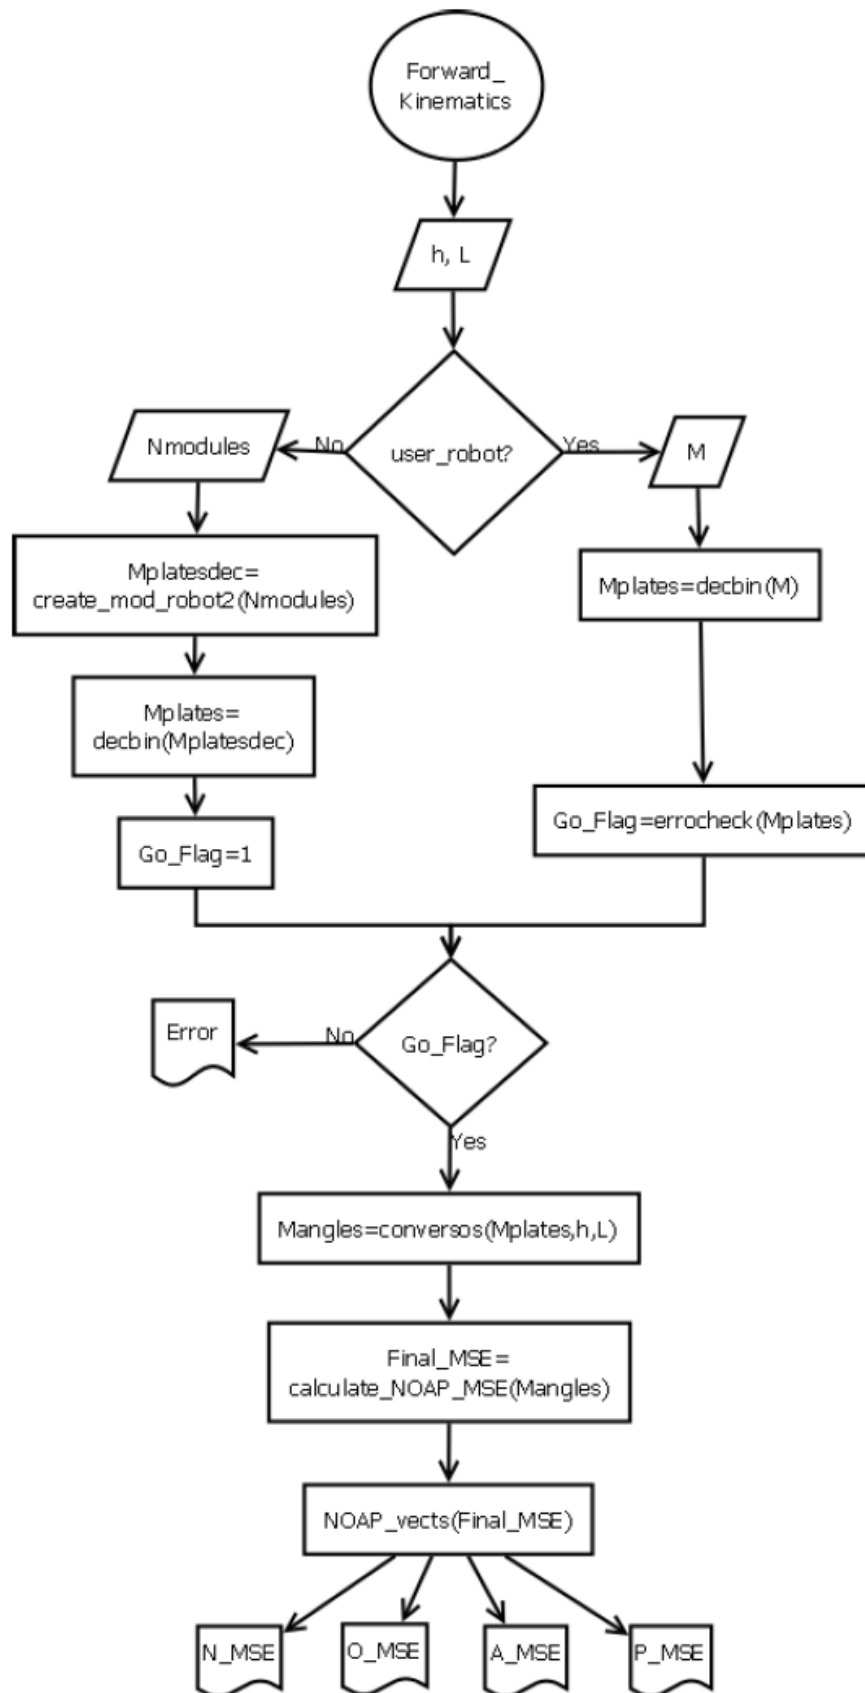 Forward_
Kinematics
h, L
Nmodules
No
user_robot?
Yes
M
Mplatesdec=
create_mod_robot2(Nmodules)
Mplates=decbin(M)
Mplates=
decbin(Mplatesdec)
Go_Flag=errocheck(Mplates)
Go_Flag=1
Error
No
Go_Flag?
Yes
Mangles=conversos(Mplates,h,L)
Final_MSE=
calculate_NOAP_MSE(Mangles)
NOAP_vects(Final_MSE)
N_MSE
O_MSE
A_MSE
P_MSE